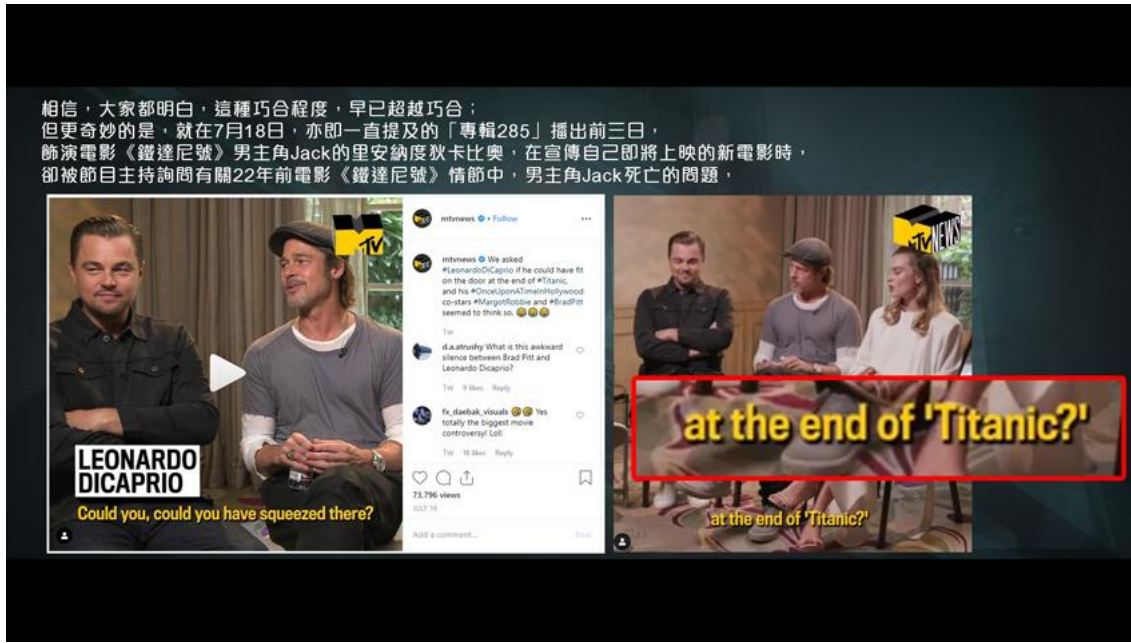 相信，大家都明白，這種巧合程度，早已超越巧合；
但更奇妙的是，就在7月18日，亦即一直提及的「專輯285」播出前三日，
飾演電影《鐵達尼號》男主角Jack的里安納度狄卡比奧，在宣傳自己即將上映的新電影時，
卻被節目主持詢問有關22年前電影《鐵達尼號》情節中，男主角Jack死亡的問題，
MTV
LEONARDO
DICAPRIO
Could you, could you have squeezed there?
mtvnews • Follow
mtvnews We asked
#LeonardoDiCaprio if he could have fit
on the door at the end of #Titanic,
and his #OnceUponATimeInHollywood
co-stars #MargotRobbie and #BradPitt
seemed to think so. 😂😂😂
1w
d.a.atrushy What is this awkward
silence between Brad Pitt and
Leonardo DiCaprio?
1w 9 likes Reply
fx_daebak_visuals 🤣🤣 Yes
totally the biggest movie
controversy! Lol!
1w 18 likes Reply
73,796 views
Add a comment...
Post
MTV NEWS
at the end of 'Titanic?'
at the end of 'Titanic?'